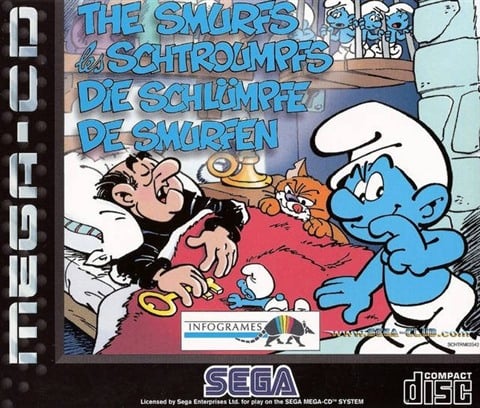 THE SMURFS
les SCHTROUMPFS
DIE SCHLÜMPFE
DE SMURFEN
MEGA-CD
INFOGRAMES
www.SEGA-CLUB.com
SCHTRMC0342
SEGA
Licensed by Sega Enterprises Ltd. for play on the SEGA MEGA-CD™ SYSTEM
COMPACT
disc